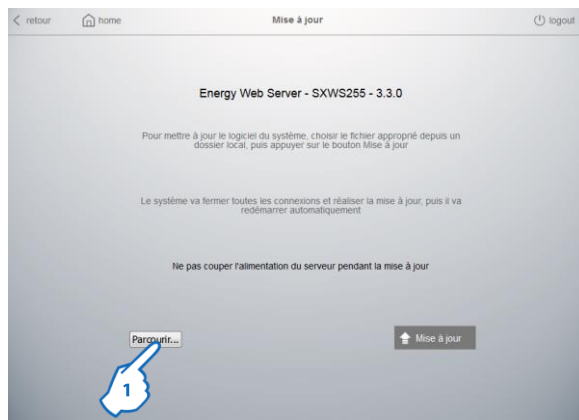 retour home Mise à jour logout
Energy Web Server - SXWS255 - 3.3.0
Pour mettre à jour le logiciel du système, choisir le fichier approprié depuis un
dossier local, puis appuyer sur le bouton Mise à jour
Le système va fermer toutes les connexions et réaliser la mise à jour, puis il va
redémarrer automatiquement
Ne pas couper l'alimentation du serveur pendant la mise à jour
Parcourir... Mise à jour
1